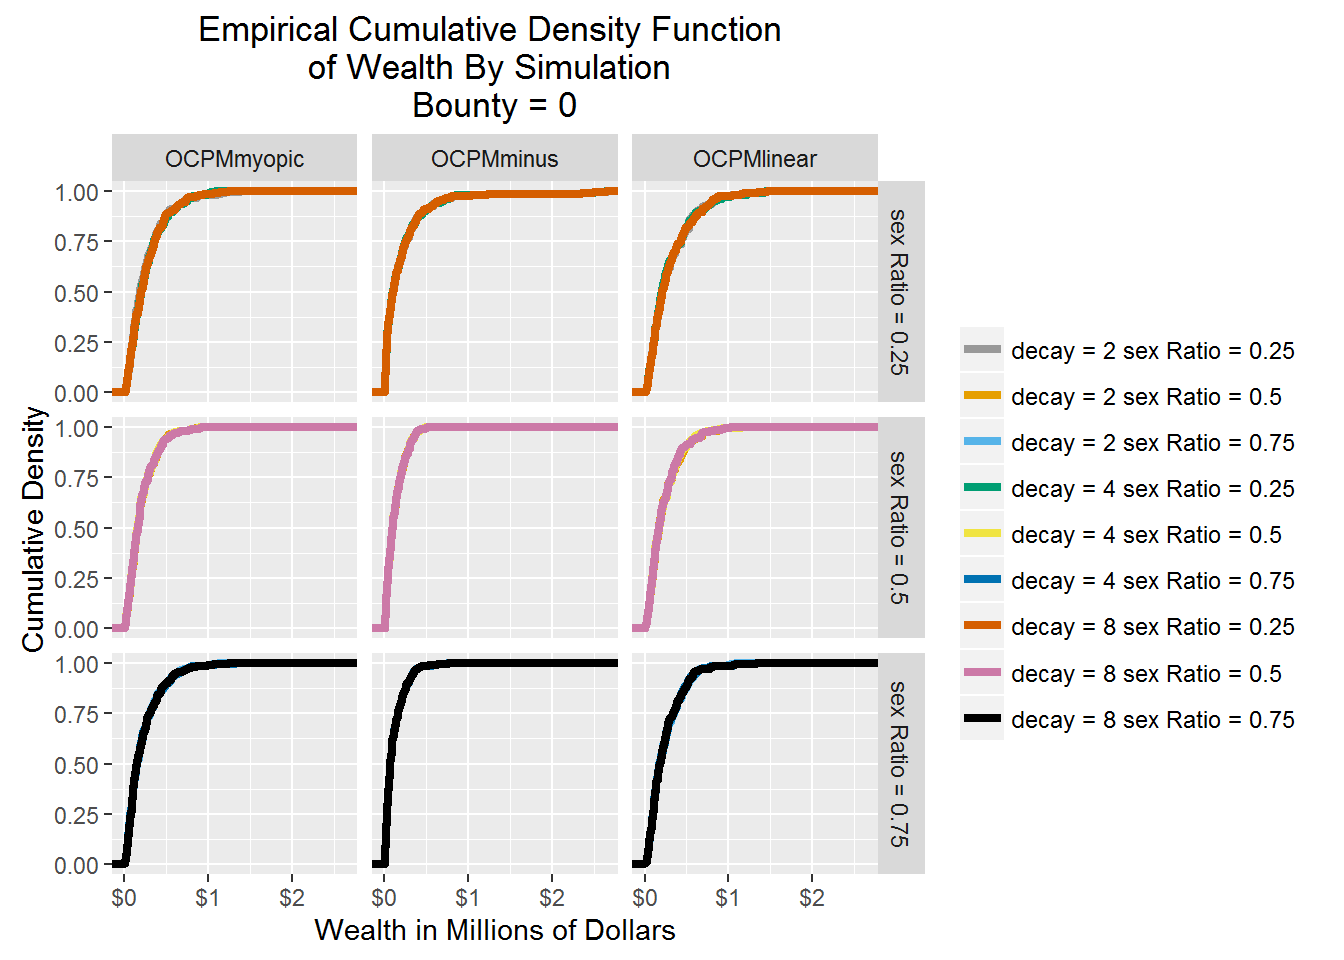 Empirical Cumulative Density Function
of Wealth By Simulation
Bounty = 0
OCPMmyopic
OCPMminus
OCPMlinear
Cumulative Density
1.00
0.75
0.50
0.25
0.00
sex Ratio = 0.25
1.00
0.75
0.50
0.25
0.00
sex Ratio = 0.5
1.00
0.75
0.50
0.25
0.00
sex Ratio = 0.75
$0
$1
$2
$0
$1
$2
$0
$1
$2
Wealth in Millions of Dollars
decay = 2 sex Ratio = 0.25
decay = 2 sex Ratio = 0.5
decay = 2 sex Ratio = 0.75
decay = 4 sex Ratio = 0.25
decay = 4 sex Ratio = 0.5
decay = 4 sex Ratio = 0.75
decay = 8 sex Ratio = 0.25
decay = 8 sex Ratio = 0.5
decay = 8 sex Ratio = 0.75